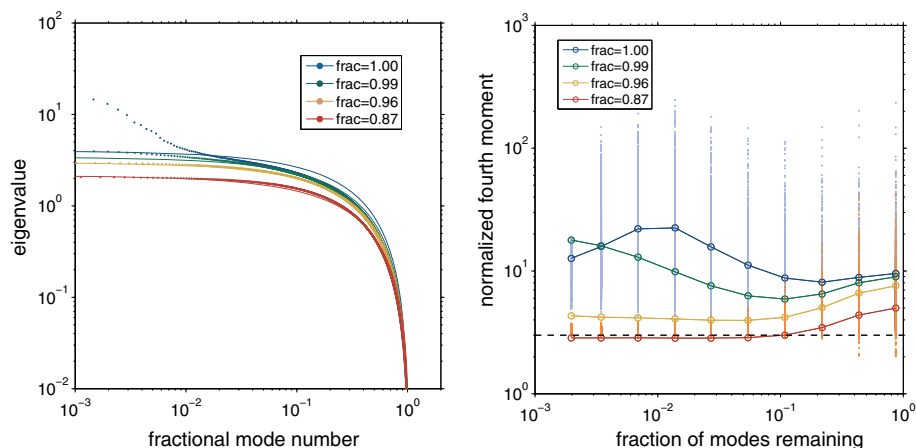 10^2
10^1
10^0
10^-1
10^-2
eigenvalue
frac=1.00
frac=0.99
frac=0.96
frac=0.87
10^-3
10^-2
10^-1
10^0
fractional mode number
10^3
10^2
10^1
10^0
normalized fourth moment
frac=1.00
frac=0.99
frac=0.96
frac=0.87
10^-3
10^-2
10^-1
10^0
fraction of modes remaining